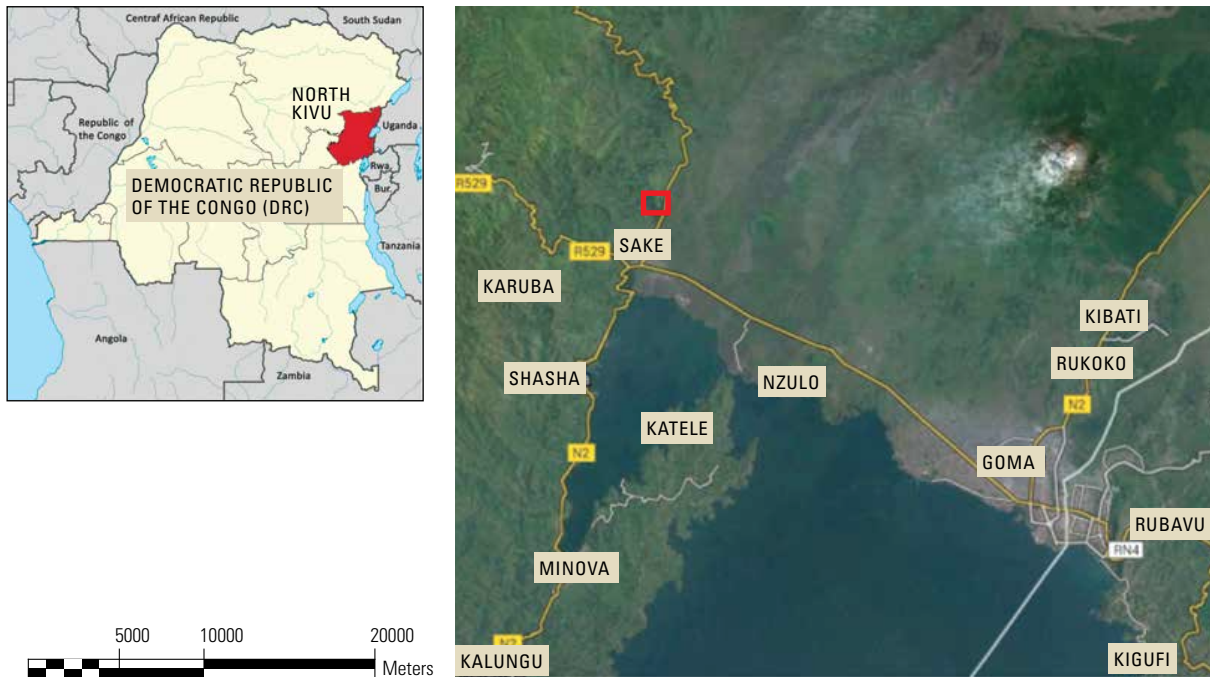 Central African Republic
South Sudan
NORTH
KIVU
Republic of
the Congo
Uganda
Rwa.
Bur.
DEMOCRATIC REPUBLIC
OF THE CONGO (DRC)
Tanzania
Angola
Zambia
5000 10000 20000
Meters
R529
SAKE
R529
KARUBA
KIBATI
RUKOKO
SHASHA
NZULO
N2
KATELE
GOMA
N2
RUBAVU
RN4
MINOVA
N2
KALUNGU
KIGUFI